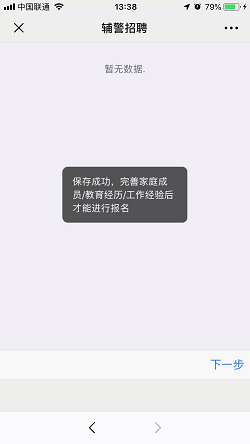 中国联通
13:38
79%
辅警招聘
暂无数据.
保存成功，完善家庭成
员/教育经历/工作经验后
才能进行报名
下一步